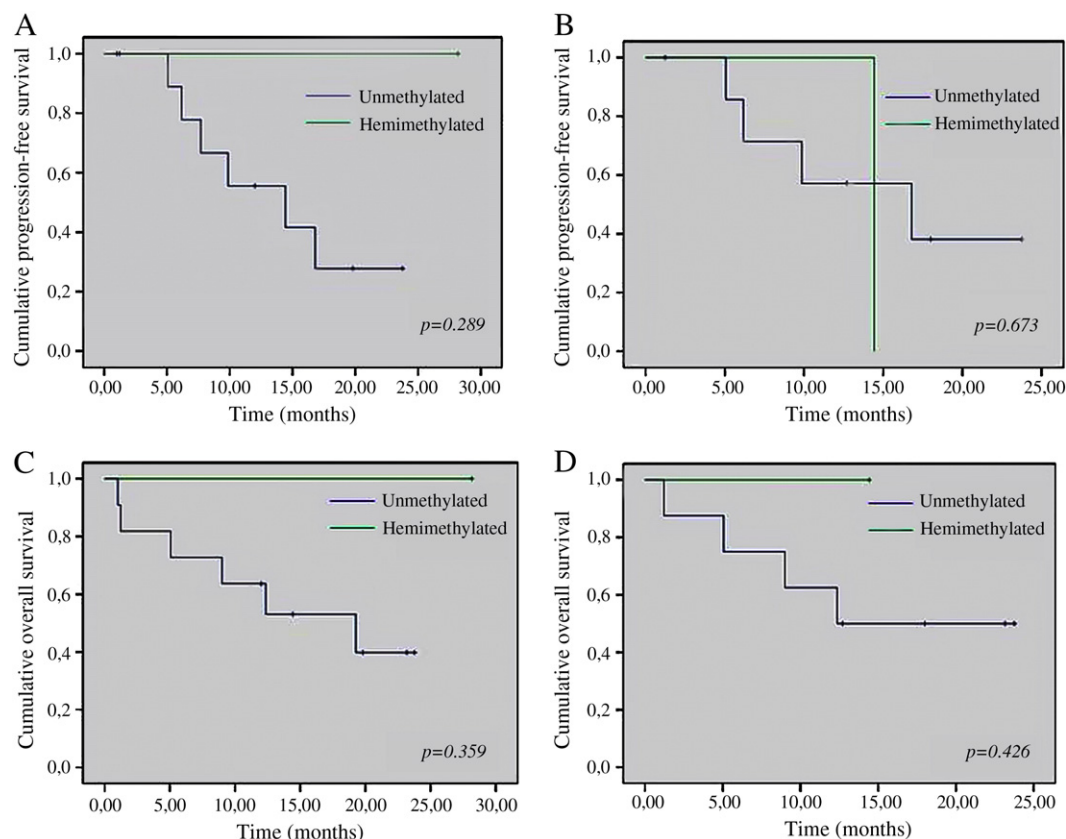 A
Cumulative progression-free survival
1,0
0,8
0,6
0,4
0,2
0,0
Unmethylated
Hemimethylated
p=0.289
0,00 5,00 10,00 15,00 20,00 25,00 30,00
Time (months)
B
Cumulative progression-free survival
1,0
0,8
0,6
0,4
0,2
0,0
Unmethylated
Hemimethylated
p=0.673
0,00 5,00 10,00 15,00 20,00 25,00
Time (months)
C
Cumulative overall survival
1,0
0,8
0,6
0,4
0,2
0,0
Unmethylated
Hemimethylated
p=0.359
0,00 5,00 10,00 15,00 20,00 25,00 30,00
Time (months)
D
Cumulative overall survival
1,0
0,8
0,6
0,4
0,2
0,0
Unmethylated
Hemimethylated
p=0.426
0,00 5,00 10,00 15,00 20,00 25,00
Time (months)